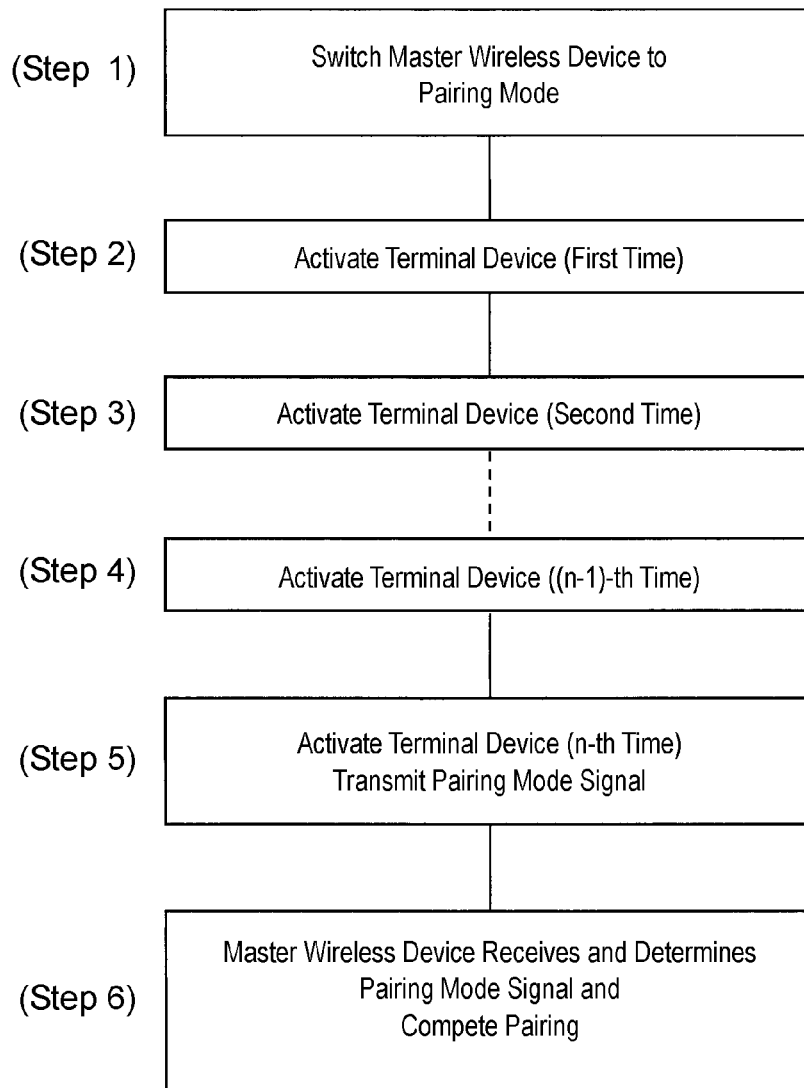 (Step 1)
Switch Master Wireless Device to
Pairing Mode
(Step 2)
Activate Terminal Device (First Time)
(Step 3)
Activate Terminal Device (Second Time)
(Step 4)
Activate Terminal Device ((n-1)-th Time)
(Step 5)
Activate Terminal Device (n-th Time)
Transmit Pairing Mode Signal
(Step 6)
Master Wireless Device Receives and Determines
Pairing Mode Signal and
Compete Pairing